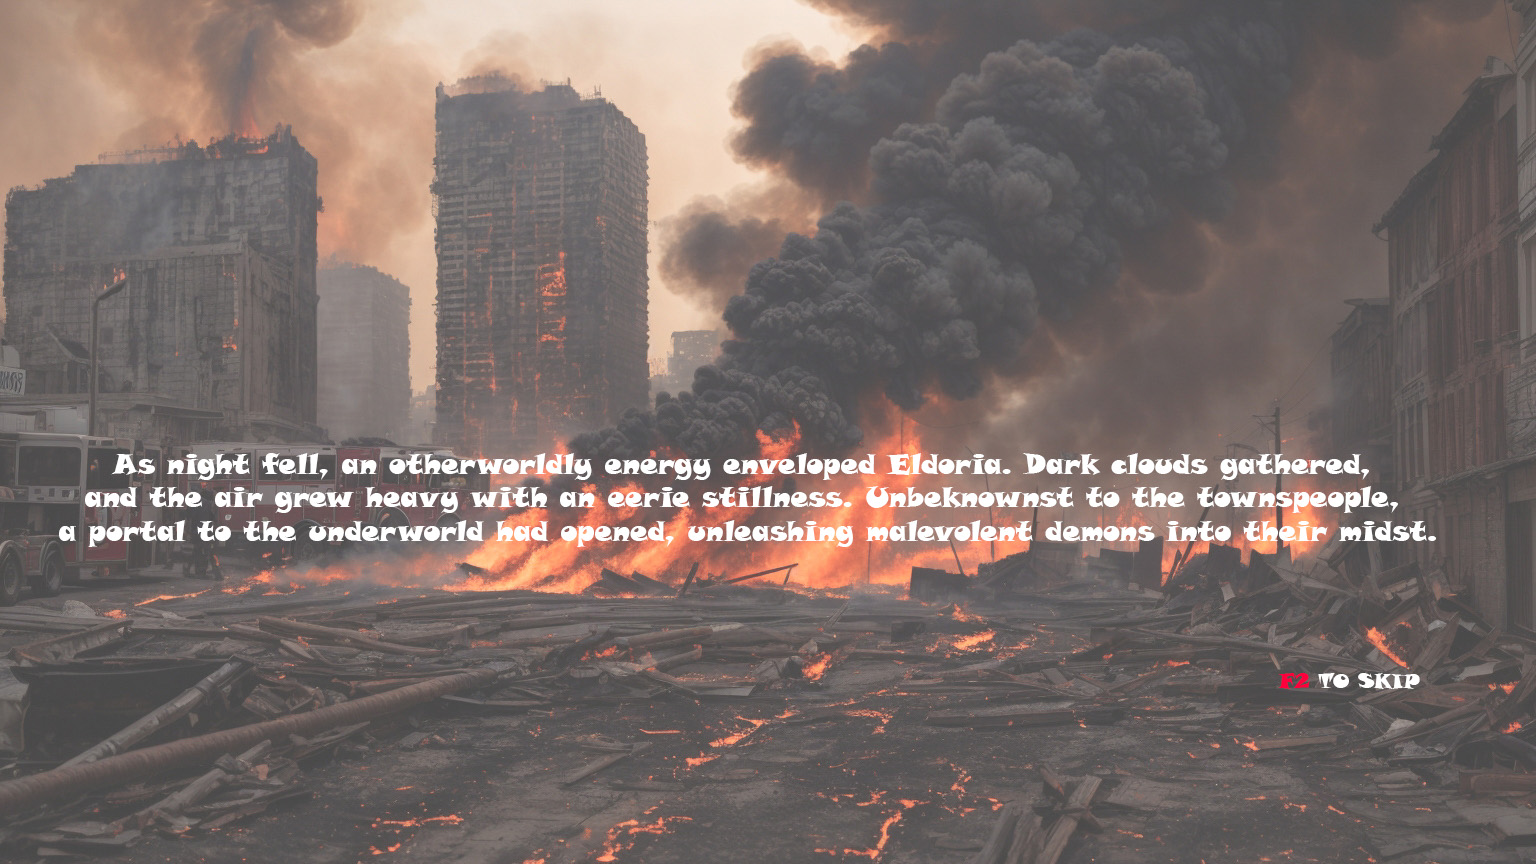 As night fell, an otherworldly energy enveloped Eldoria. Dark clouds gathered,
and the air grew heavy with an eerie stillness. Unbeknownst to the townspeople,
a portal to the underworld had opened, unleashing malevolent demons into their midst.
F2 TO SKIP